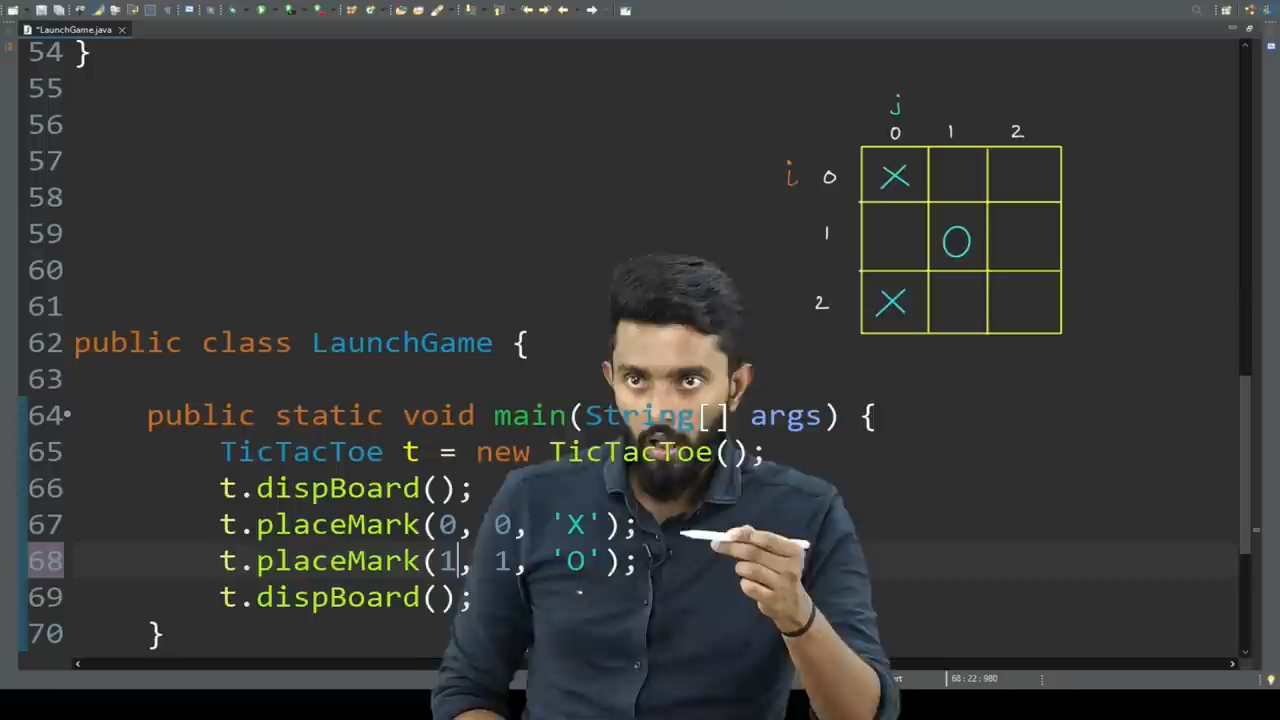 *LaunchGame.java
54 }
55
56
57
58
59
60
61
62 public class LaunchGame {
63
64 public static void main(String[] args) {
65 TicTacToe t = new TicTacToe();
66 t.dispBoard();
67 t.placeMark(0, 0, 'X');
68 t.placeMark(1, 1, 'O');
69 t.dispBoard();
70 }
j
0 1 2
i 0 X
1 O
2 X
68:22:980